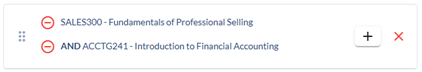 SALES300 - Fundamentals of Professional Selling
AND ACCTG241 - Introduction to Financial Accounting